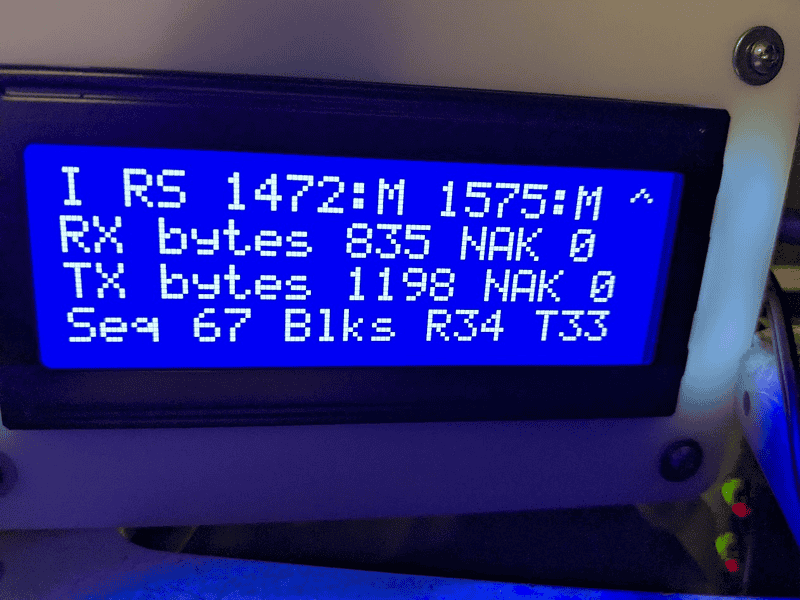 I RS 1472:M 1575:M ^
RX bytes 835 NAK 0
TX bytes 1198 NAK 0
Seq 67 Blks R34 T33